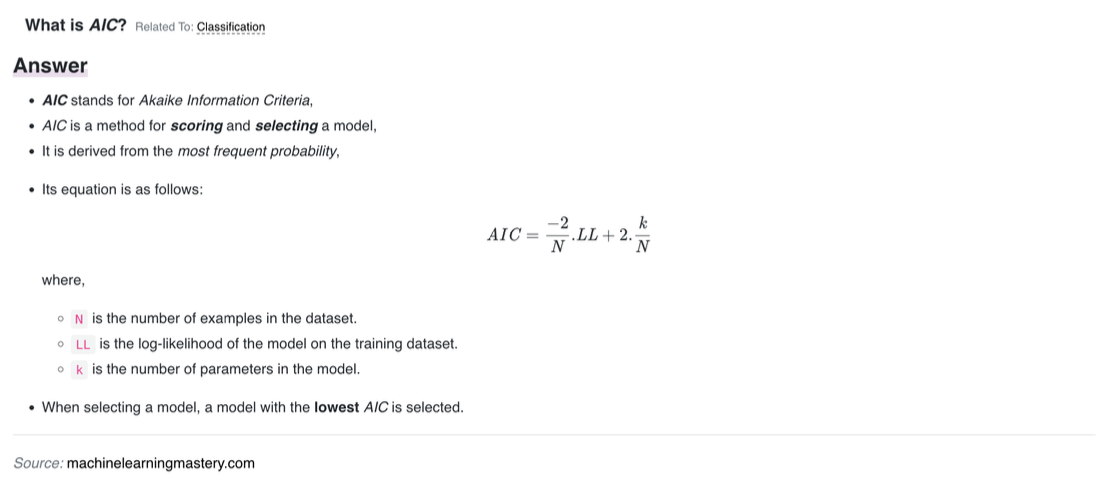 What is AIC? Related To: Classification
Answer
• AIC stands for Akaike Information Criteria,
• AIC is a method for scoring and selecting a model,
• It is derived from the most frequent probability,
• Its equation is as follows:
AIC = \frac{-2}{N}.LL + 2.\frac{k}{N}
where,
◦ N is the number of examples in the dataset.
◦ LL is the log-likelihood of the model on the training dataset.
◦ k is the number of parameters in the model.
• When selecting a model, a model with the lowest AIC is selected.
Source: machinelearningmastery.com